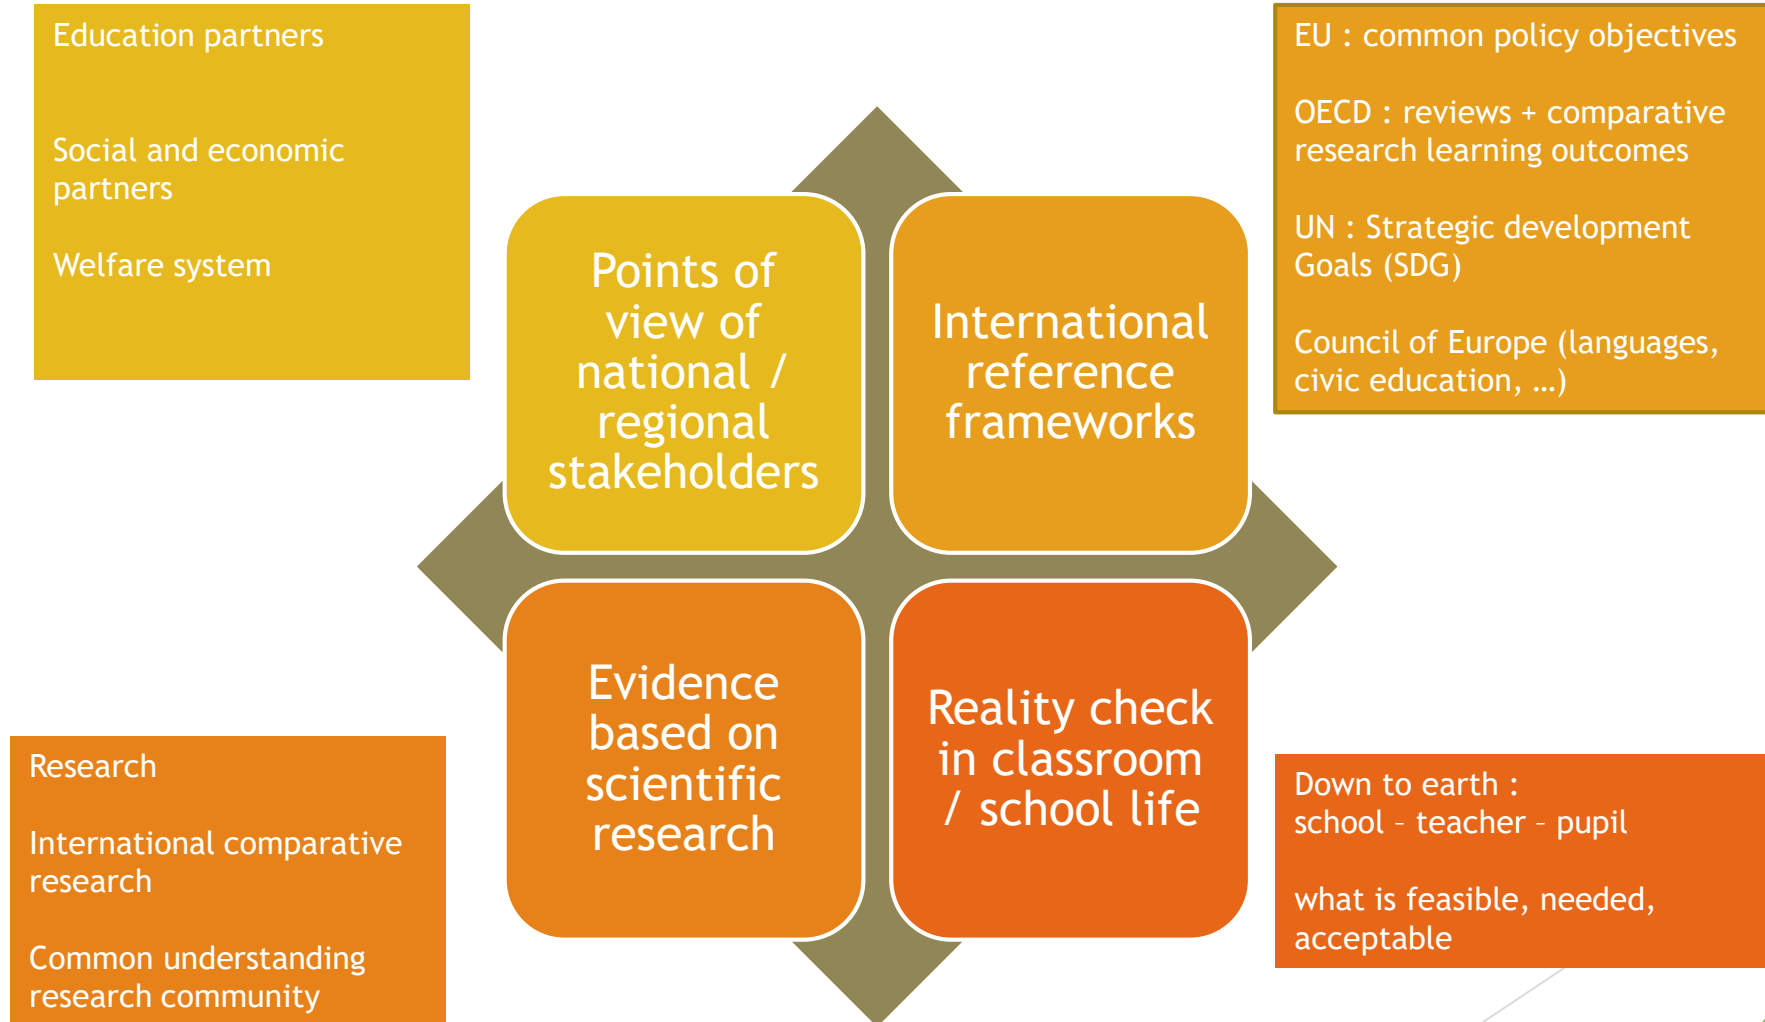 Education partners
Social and economic
partners
Welfare system
EU : common policy objectives
OECD : reviews + comparative
research learning outcomes
UN : Strategic development
Goals (SDG)
Council of Europe (languages,
civic education, …)
Points of
view of
national /
regional
stakeholders
International
reference
frameworks
Evidence
based on
scientific
research
Reality check
in classroom
/ school life
Research
International comparative
research
Common understanding
research community
Down to earth :
school – teacher – pupil
what is feasible, needed,
acceptable